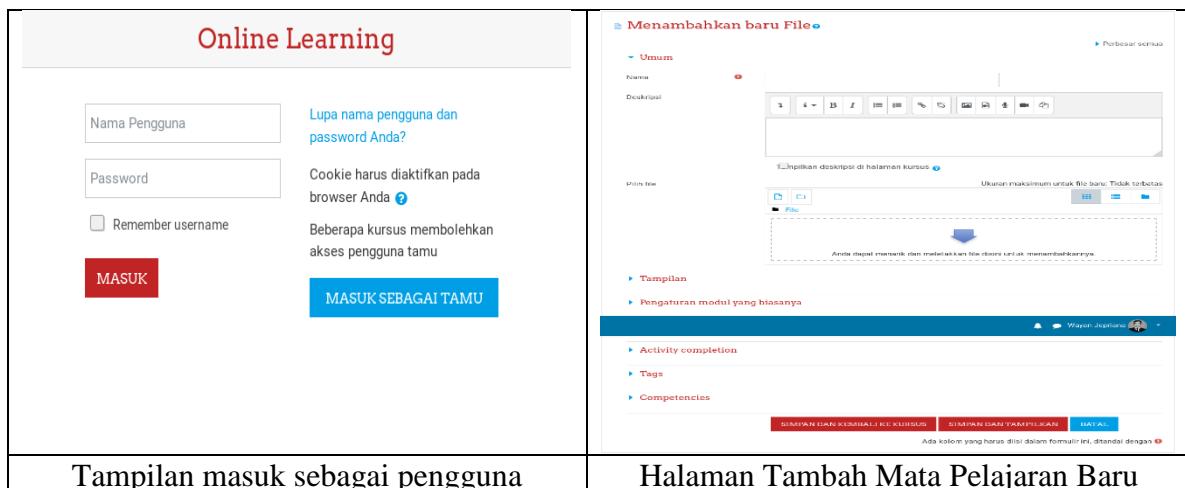 Online Learning
Nama Pengguna
Password
Remember username
MASUK
Lupa nama pengguna dan
password Anda?
Cookie harus diaktifkan pada
browser Anda
Beberapa kursus membolehkan
akses pengguna tamu
MASUK SEBAGAI TAMU
Tampilan masuk sebagai pengguna
Menambahkan baru File
Perbesar semua
Umum
Nama
Deskripsi
B I
deskripsi di halaman kursus
Pilih file
Ukuran maksimum untuk file baru: Tidak terbatas
File
Anda dapat menarik dan meletakkan file disini untuk menambahkannya.
Tampilan
Pengaturan modul yang biasanya
Wayan Jepriana
Activity completion
Tags
Competencies
SIMPAN DAN KEMBALI KE KURSUS
SIMPAN DAN TAMPILKAN
BATAL
Ada kolom yang harus diisi dalam formulir ini, ditandai dengan
Halaman Tambah Mata Pelajaran Baru